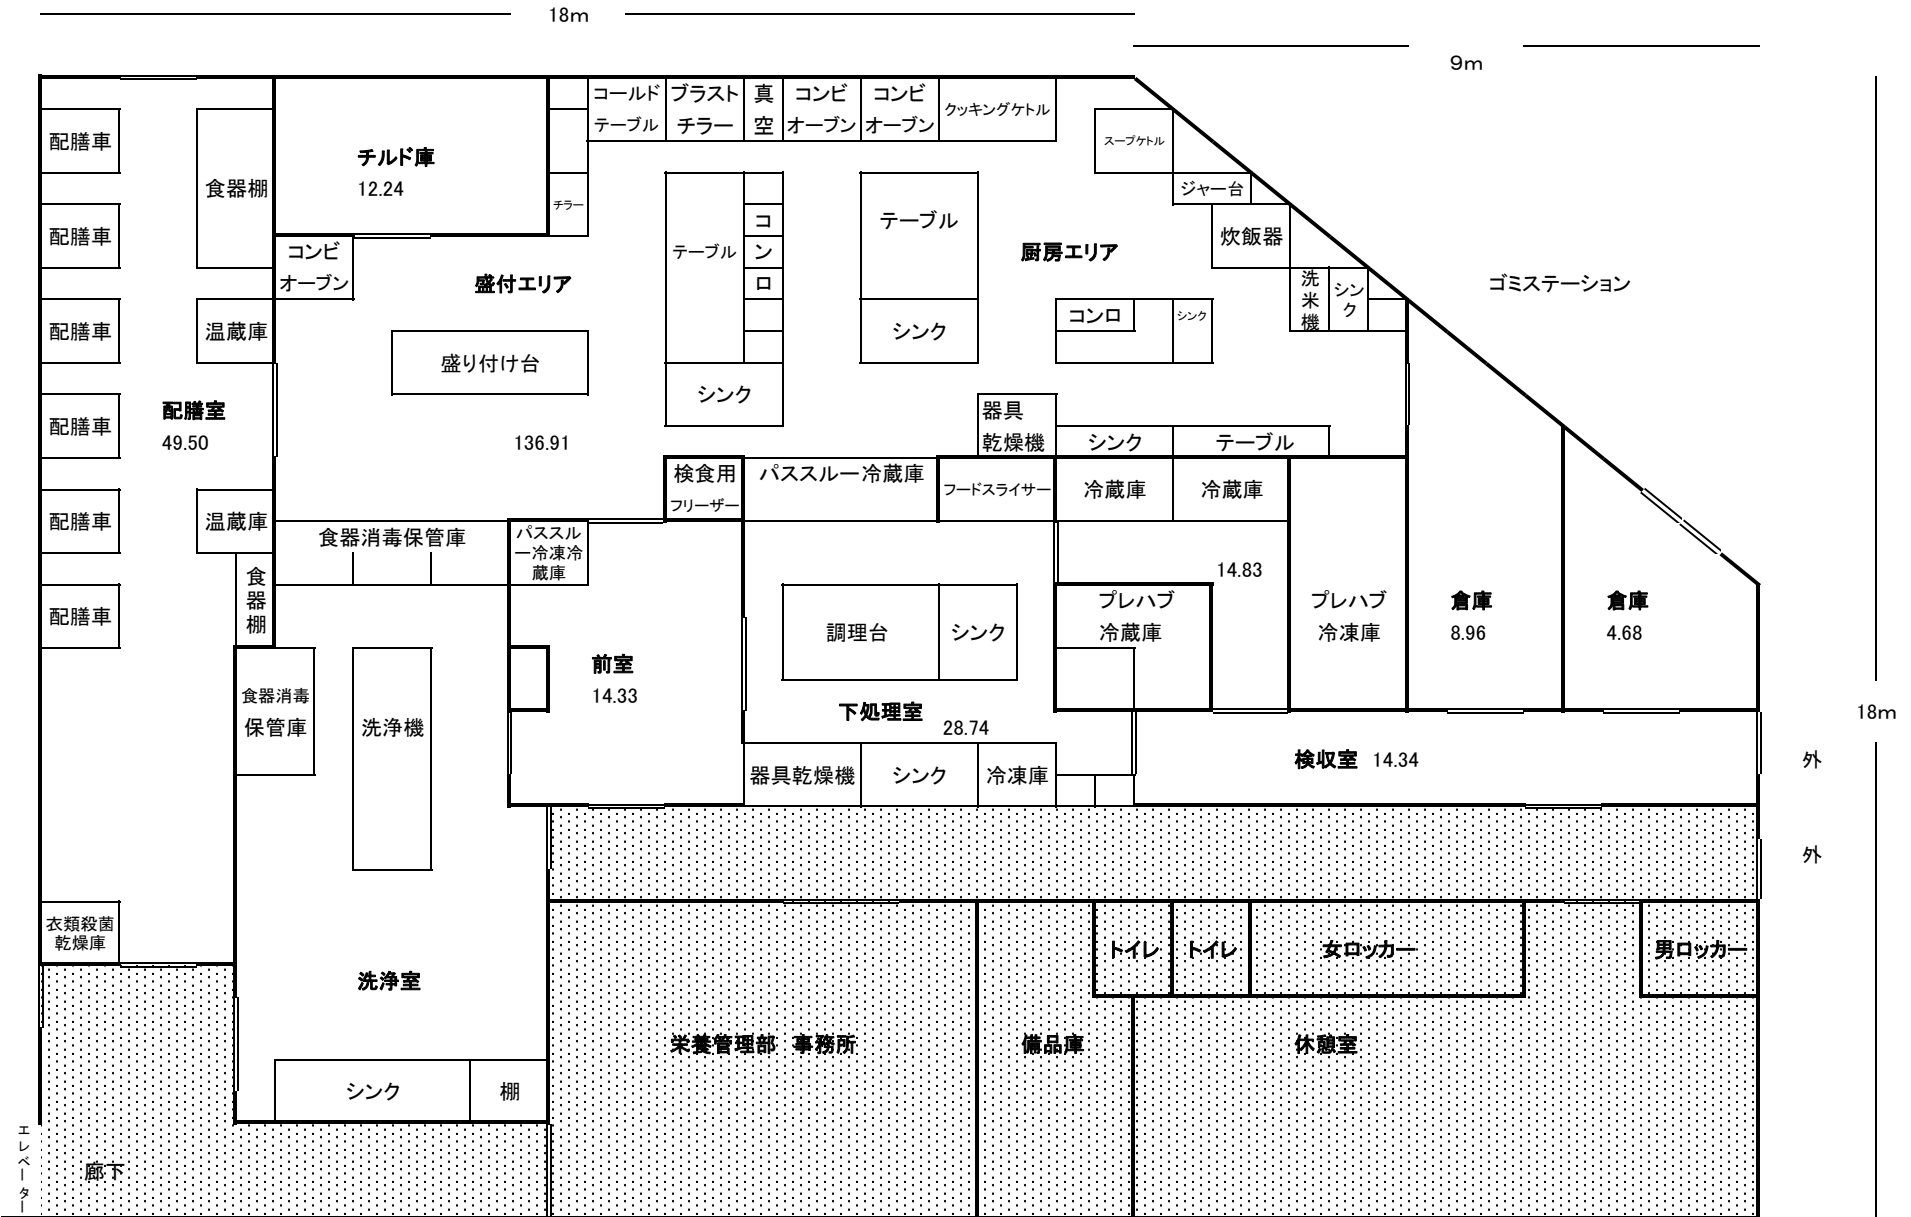 18m
9m
コールド
テーブル
ブラスト
チラー
真
空
コンビ
オーブン
コンビ
オーブン
クッキングケトル
配膳車
食器棚
チルド庫
12.24
チラー
スープケトル
ジャー台
炊飯器
洗
米
機
シン
ク
ゴミステーション
配膳車
コンビ
オーブン
盛付エリア
テーブル
コ
ン
ロ
テーブル
厨房エリア
配膳車
温蔵庫
盛り付け台
シンク
シンク
コンロ
シンク
配膳車
配膳室
49.50
136.91
器具
乾燥機
シンク
テーブル
配膳車
温蔵庫
検食用
フリーザー
パススルー冷蔵庫
フードスライサー
冷蔵庫
冷蔵庫
食器消毒保管庫
パススル
ー冷凍冷
蔵庫
14.83
配膳車
食
器
棚
前室
14.33
調理台
シンク
プレハブ
冷蔵庫
プレハブ
冷凍庫
倉庫
8.96
倉庫
4.68
食器消毒
保管庫
洗浄機
下処理室
28.74
18m
器具乾燥機
シンク
冷凍庫
検収室 14.34
外
外
衣類殺菌
乾燥庫
洗浄室
トイレ
トイレ
女ロッカー
男ロッカー
栄養管理部 事務所
備品庫
休憩室
シンク
棚
エレベーター
廊下